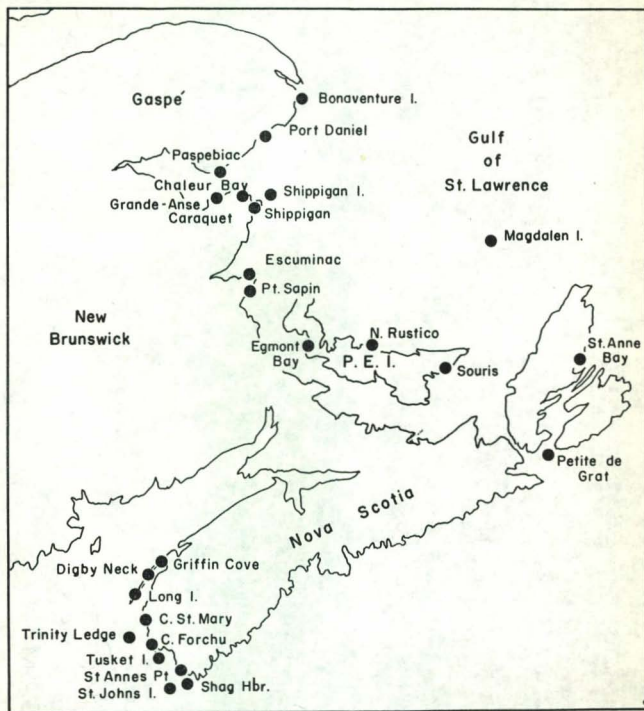 Gaspé
Bonaventure I.
Port Daniel
Gulf
of
St. Lawrence
Paspebiac
Chaleur Bay
Shippigan I.
Grande-Anse
Caraquet
Shippigan
Magdalen I.
Escuminac
Pt. Sapin
New
Brunswick
N. Rustico
Egmont
Bay
P. E. I.
Souris
St. Anne
Bay
Petite de
Grat
Nova Scotia
Digby Neck
Griffin Cove
Long I.
C. St. Mary
Trinity Ledge
C. Forchu
Tusket I.
St Annes Pt
St. Johns I.
Shag Hbr.